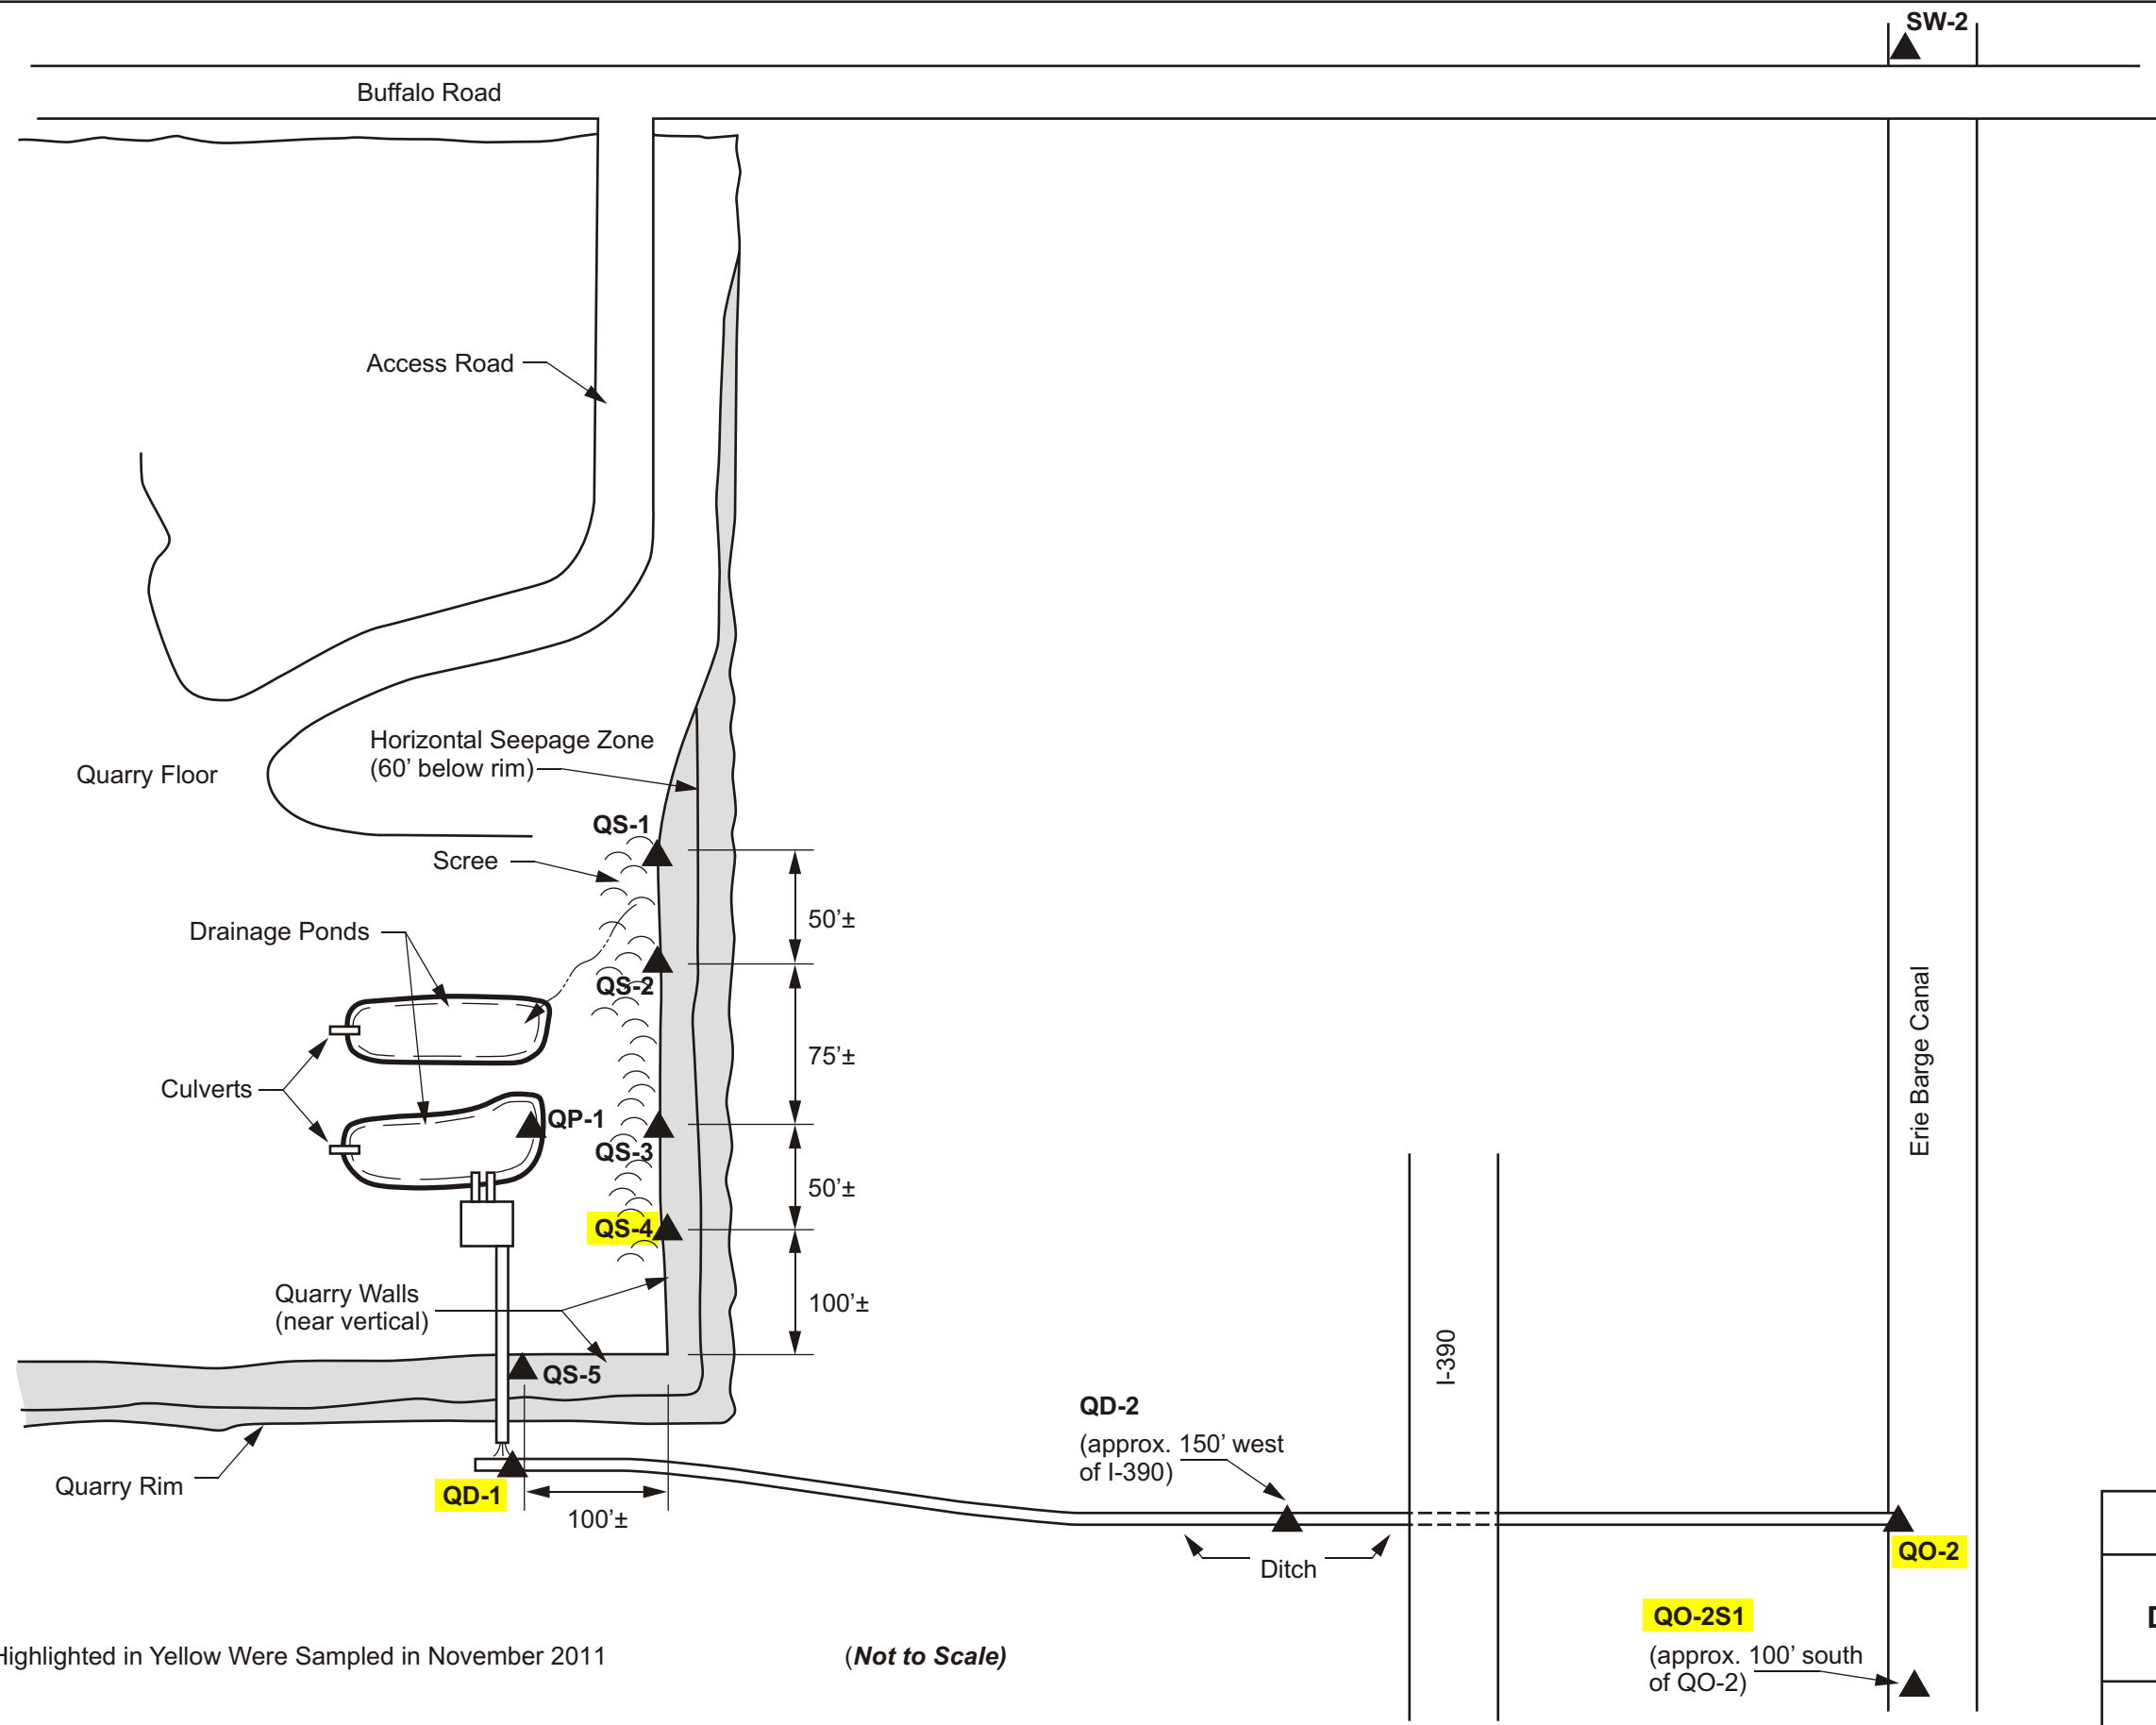 SW-2
Buffalo Road
Access Road
Horizontal Seepage Zone
(60’ below rim)
Quarry Floor
QS-1
Scree
50’±
Drainage Ponds
QS-2
Erie Barge Canal
75’±
Culverts
QP-1
QS-3
50’±
QS-4
Quarry Walls
(near vertical)
100’±
I-390
QS-5
QD-2
(approx. 150’ west
of I-390)
Quarry Rim
QD-1
100’±
Ditch
QO-2
QO-2S1
(approx. 100’ south
of QO-2)
Highlighted in Yellow Were Sampled in November 2011
(Not to Scale)